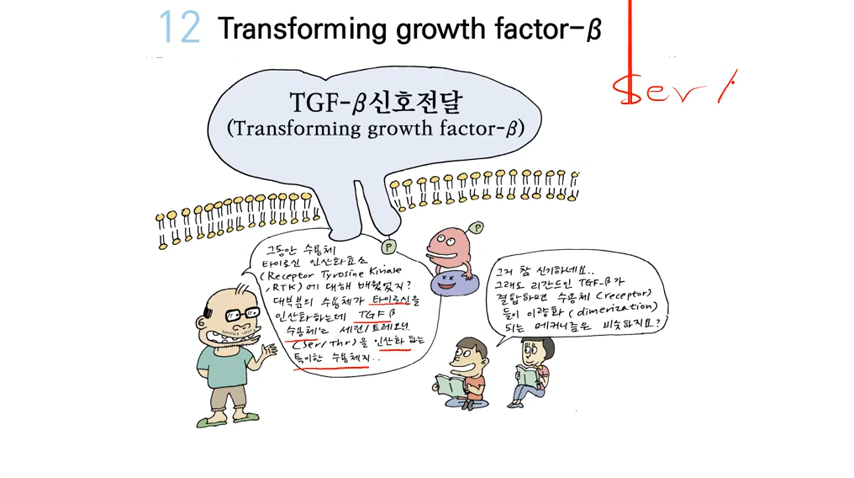 12 Transforming growth factor-β
Ser /
TGF-β신호전달
(Transforming growth factor-β)
P
P
그동안 수용체
타이로신 인산화효소
(Receptor Tyrosine Kinase
, RTK)에 대해 배웠었지?
대부분의 수용체가 타이로신을
인산화하는데 TGFβ
수용체는 세린/트레오닌
(Ser/Thr)을 인산화 하는
특이한 수용체지..
그거 참 신기하네요..
그래도 리간드인 TGF-β가
결합하면 수용체(receptor)
들이 이량화(dimerization)
되는 메커니즘은 비슷하지요?